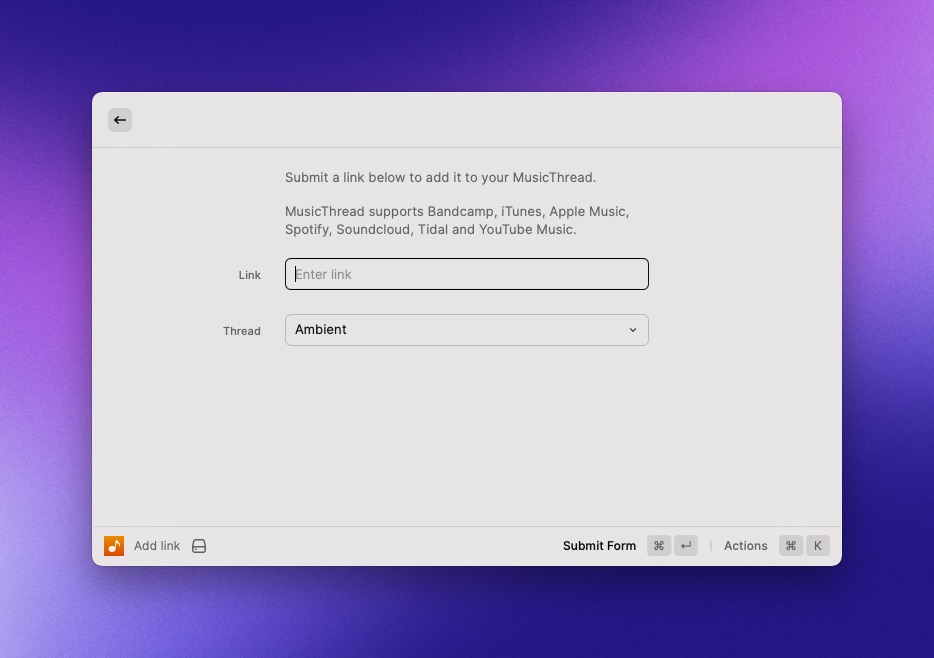 Submit a link below to add it to your MusicThread.
MusicThread supports Bandcamp, iTunes, Apple Music,
Spotify, Soundcloud, Tidal and YouTube Music.
Link
Enter link
Thread
Ambient
Add link
Submit Form ⌘ ↵ | Actions ⌘ K